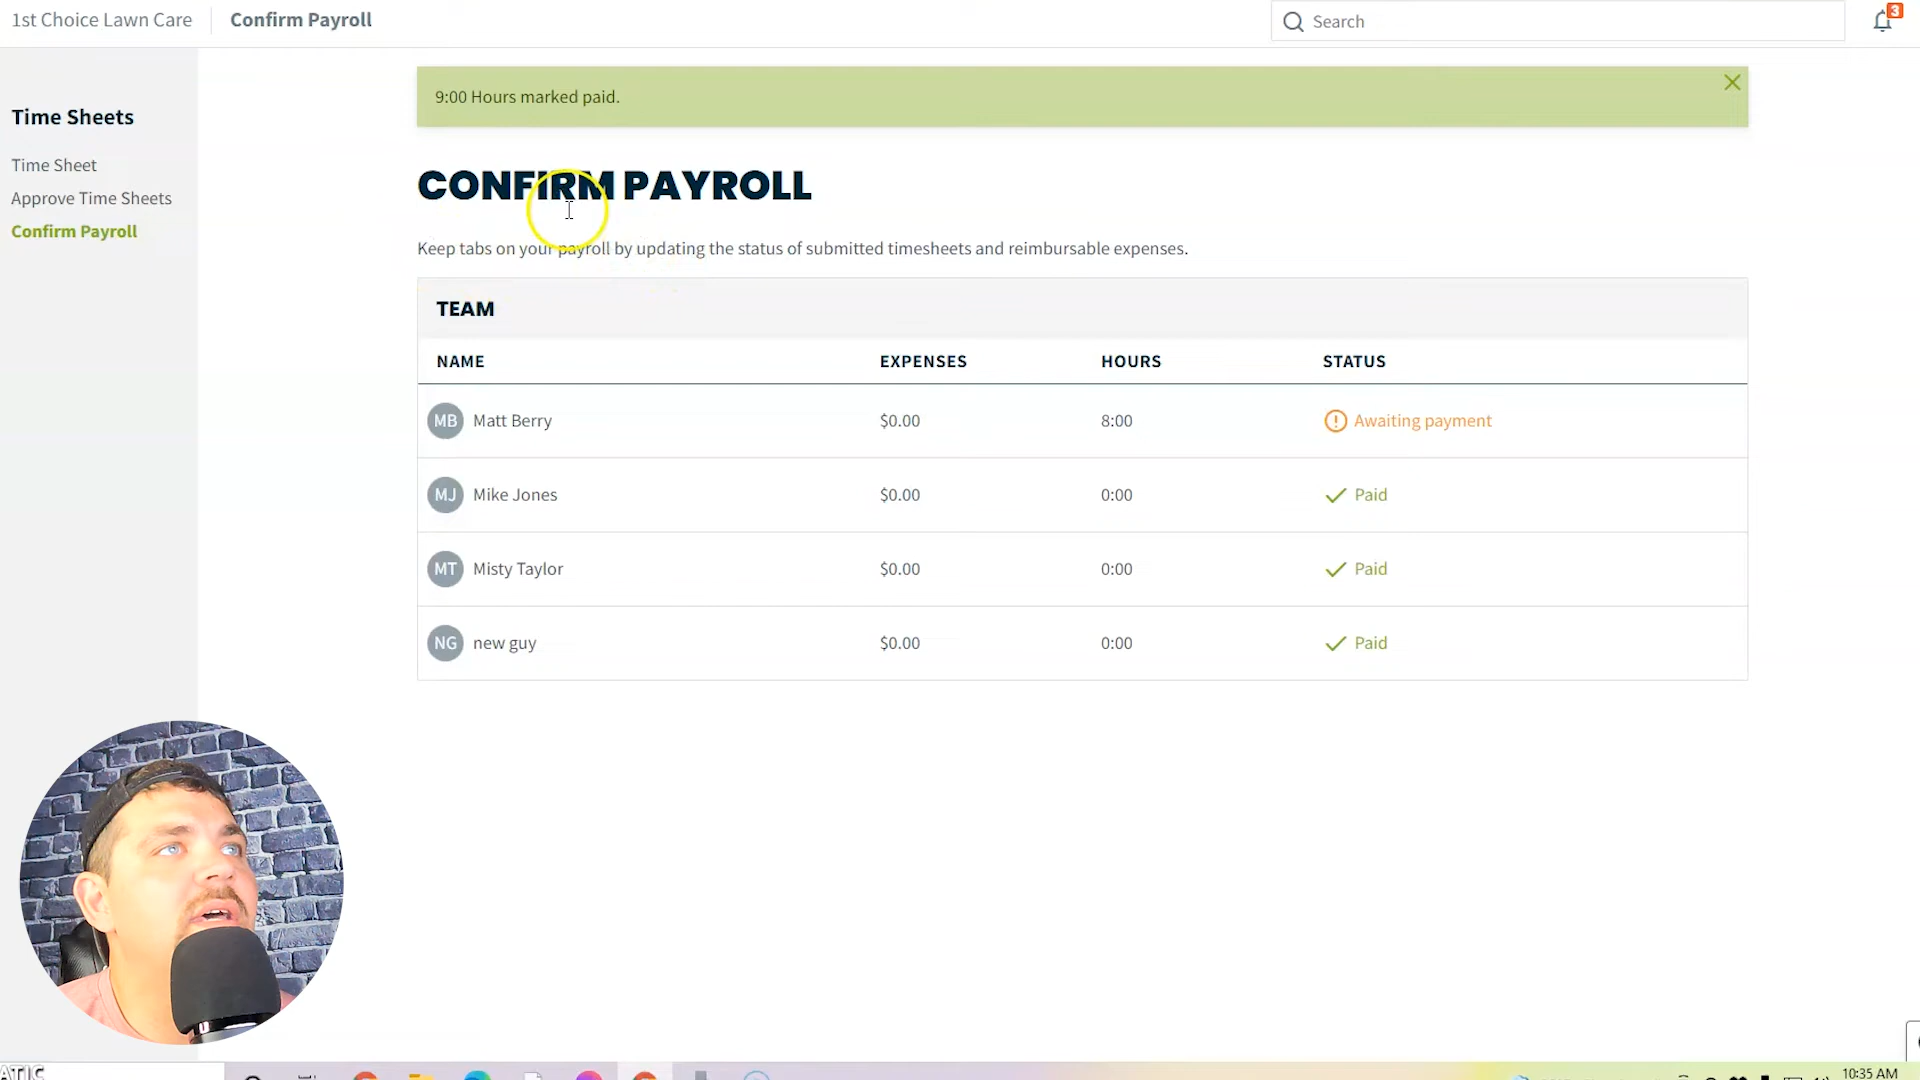 1st Choice Lawn Care
Confirm Payroll
Search
3
Time Sheets
Time Sheet
Approve Time Sheets
Confirm Payroll
9:00 Hours marked paid.
CONFIRM PAYROLL
Keep tabs on your payroll by updating the status of submitted timesheets and reimbursable expenses.
TEAM
NAME EXPENSES HOURS STATUS
MB Matt Berry $0.00 8:00 Awaiting payment
MJ Mike Jones $0.00 0:00 Paid
MT Misty Taylor $0.00 0:00 Paid
NG new guy $0.00 0:00 Paid
10:35 AM